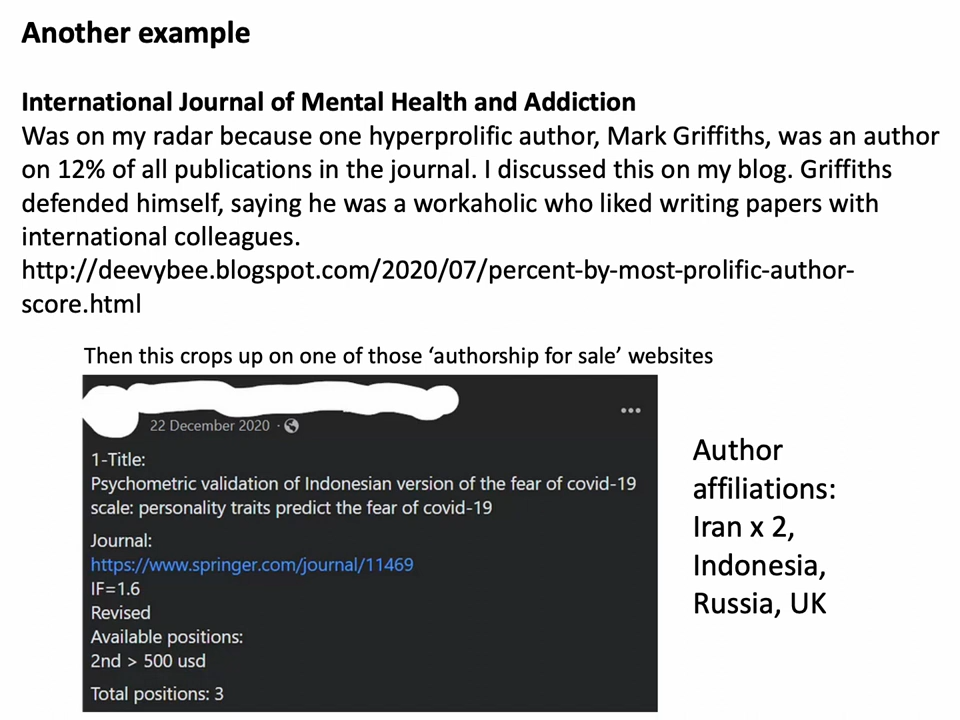 Another example
International Journal of Mental Health and Addiction
Was on my radar because one hyperprolific author, Mark Griffiths, was an author
on 12% of all publications in the journal. I discussed this on my blog. Griffiths
defended himself, saying he was a workaholic who liked writing papers with
international colleagues.
http://deevybee.blogspot.com/2020/07/percent-by-most-prolific-author-
score.html
Then this crops up on one of those ‘authorship for sale’ websites
22 December 2020 ·
1-Title:
Psychometric validation of Indonesian version of the fear of covid-19
scale: personality traits predict the fear of covid-19
Journal:
https://www.springer.com/journal/11469
IF=1.6
Revised
Available positions:
2nd > 500 usd
Total positions: 3
Author
affiliations:
Iran x 2,
Indonesia,
Russia, UK